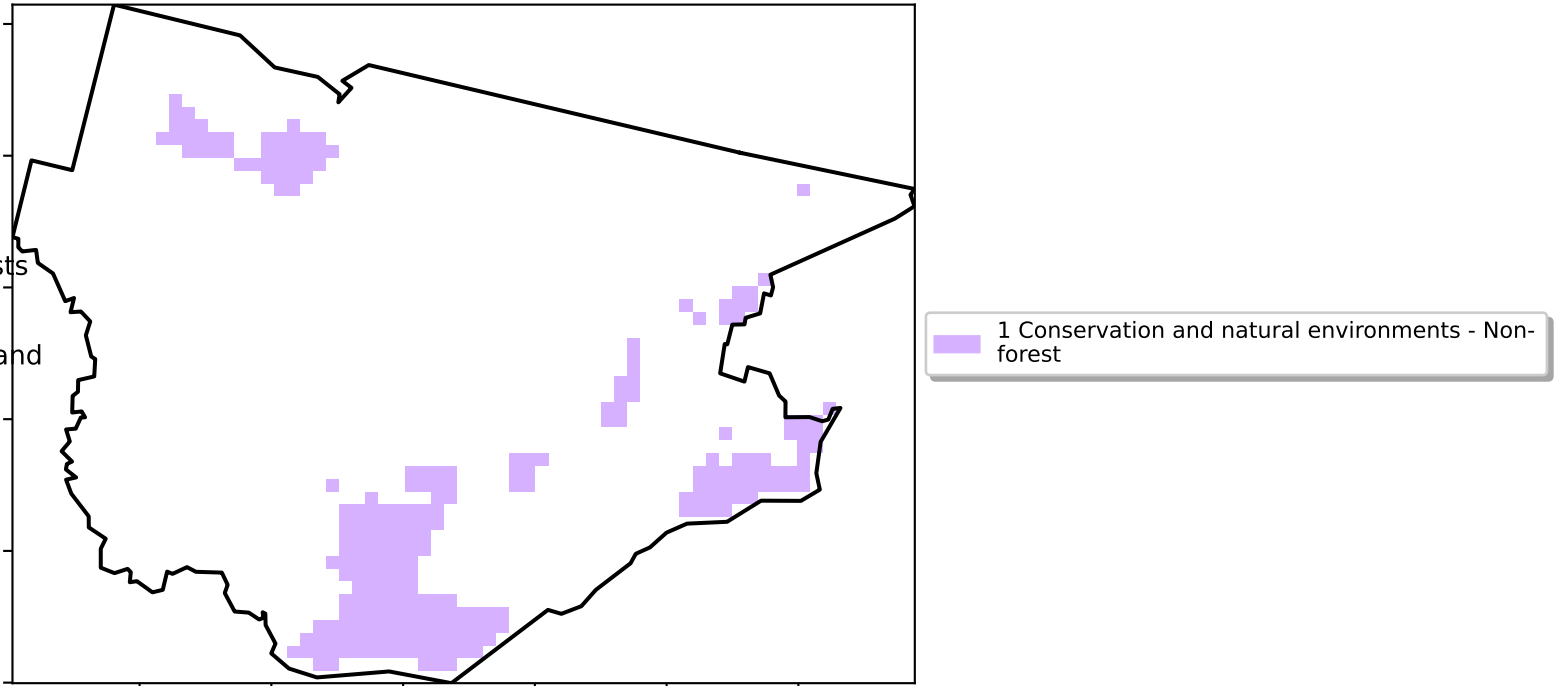 sts
and
1 Conservation and natural environments - Non-
forest